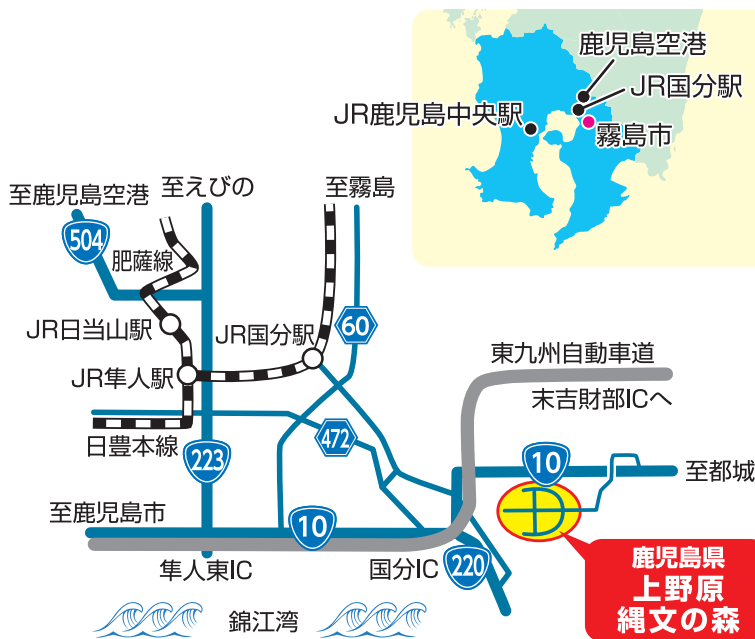 鹿児島空港
JR国分駅
JR鹿児島中央駅
霧島市
至鹿児島空港
至えびの
至霧島
504
肥薩線
JR日当山駅
JR国分駅
60
JR隼人駅
東九州自動車道
末吉財部ICへ
日豊本線
472
223
10
至都城
至鹿児島市
10
隼人東IC
国分IC
220
鹿児島県
上野原
縄文の森
錦江湾